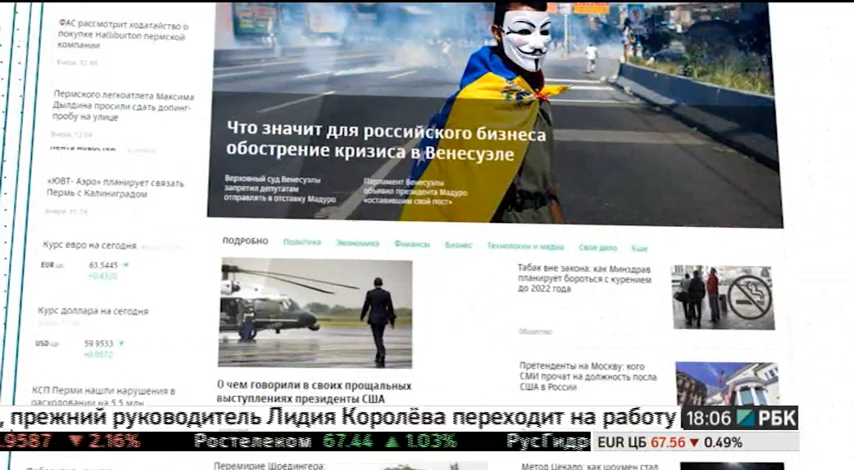 ФАС рассмотрит ходатайство о
покупке Halliburton пермской
компании
Вчера 12:46
Пермского легкоатлета Максима
Дылдина просили сдать допинг-
пробу на улице
Вчера 12:04
«ЮВТ- Аэро» планирует связать
Пермь с Калининградом
Вчера 11:24
Курс евро на сегодня
EUR ЦБ 63,5445
Курс доллара на сегодня
USD ЦБ 59,9533
КСП Перми нашли нарушения в
расходовании на 5,5 млн
Что значит для российского бизнеса
обострение кризиса в Венесуэле
Верховный суд Венесуэлы
запретил депутатам
отправлять в отставку Мадуро
Парламент Венесуэлы
объявил президента Мадуро
«оставившим свой пост»
ПОДРОБНО Политика Экономика Финансы Бизнес Технологии и медиа Свое дело Еще
О чем говорили в своих прощальных
выступлениях президенты США
Табак вне закона: как Минздрав
планирует бороться с курением
до 2022 года
Общество
Претенденты на Москву: кого
СМИ прочат на должность посла
США в России
Перемирие Шредингера:
Метод Цекало: как шоумен стал
, прежний руководитель Лидия Королёва переходит на работу
18:06 РБК
.9587 ▼ 2.16% Ростелеком 67.44 ▲ 1.03% РусГидр
EUR ЦБ 67.56 ▼ 0.49%